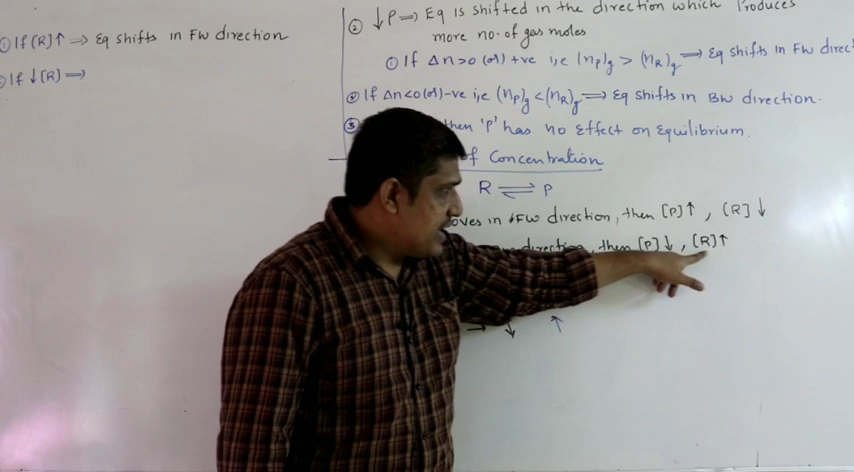 ① If [R]↑ ⇒ Eq shifts in FW direction
If ↓[R] ⇒
② ↓P ⇒ Eq is shifted in the direction which Produces
more no. of gas moles
① If Δn>0 (or) +ve i,e (np)g > (nR)g ⇒ Eq shifts in FW direct
② If Δn<0 (or) -ve i,e (np)g < (nR)g ⇒ Eq shifts in BW direction.
③ then 'P' has no Effect on Equilibrium.
of Concentration
R ⇌ P
oves in FW direction, then [P]↑ , [R]↓
direction, then [P]↓ , [R]↑
→ ↓ ↑